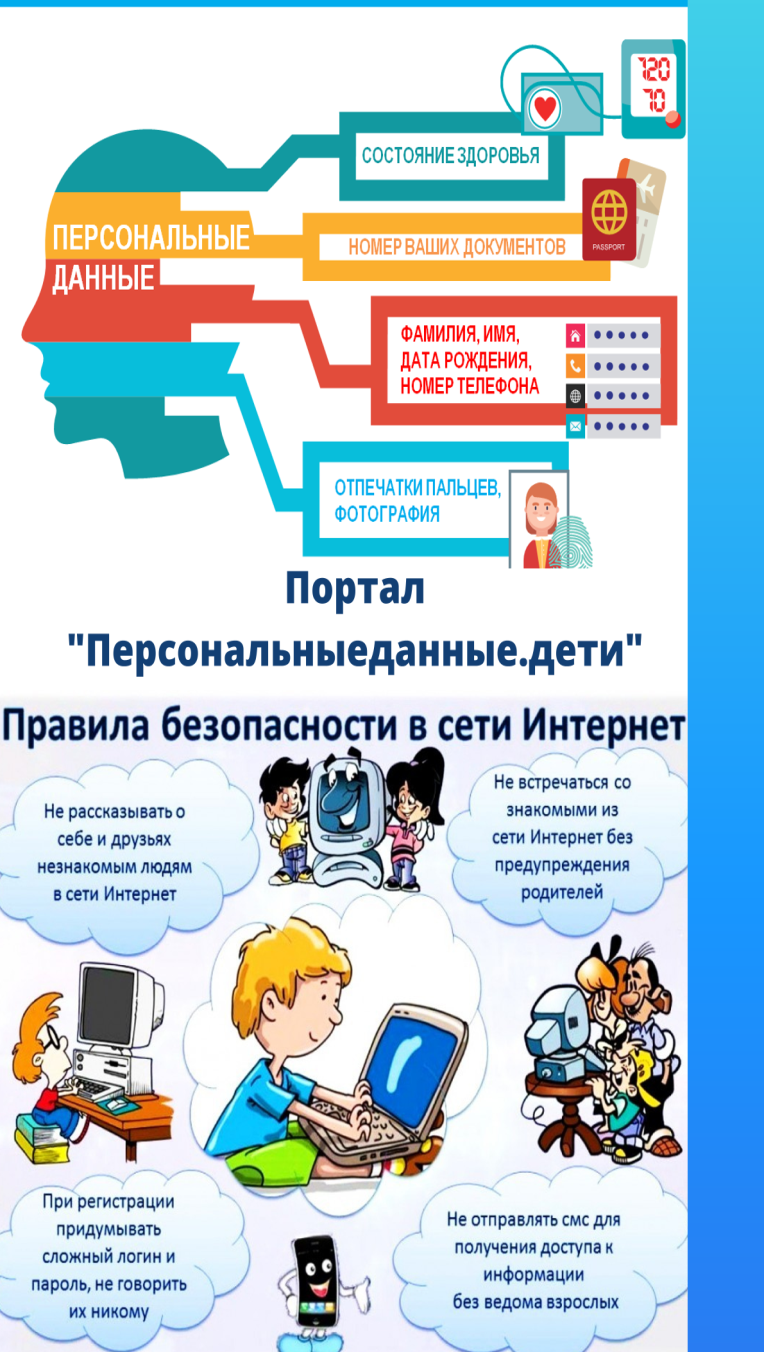 120
70
СОСТОЯНИЕ ЗДОРОВЬЯ
ПЕРСОНАЛЬНЫЕ
ДАННЫЕ
НОМЕР ВАШИХ ДОКУМЕНТОВ
PASSPORT
ФАМИЛИЯ, ИМЯ,
ДАТА РОЖДЕНИЯ,
НОМЕР ТЕЛЕФОНА
ОТПЕЧАТКИ ПАЛЬЦЕВ,
ФОТОГРАФИЯ
Портал
"Персональныеданные.дети"
Правила безопасности в сети Интернет
Не рассказывать о
себе и друзьях
незнакомым людям
в сети Интернет
Не встречаться со
знакомыми из
сети Интернет без
предупреждения
родителей
При регистрации
придумывать
сложный логин и
пароль, не говорить
их никому
Не отправлять смс для
получения доступа к
информации
без ведома взрослых